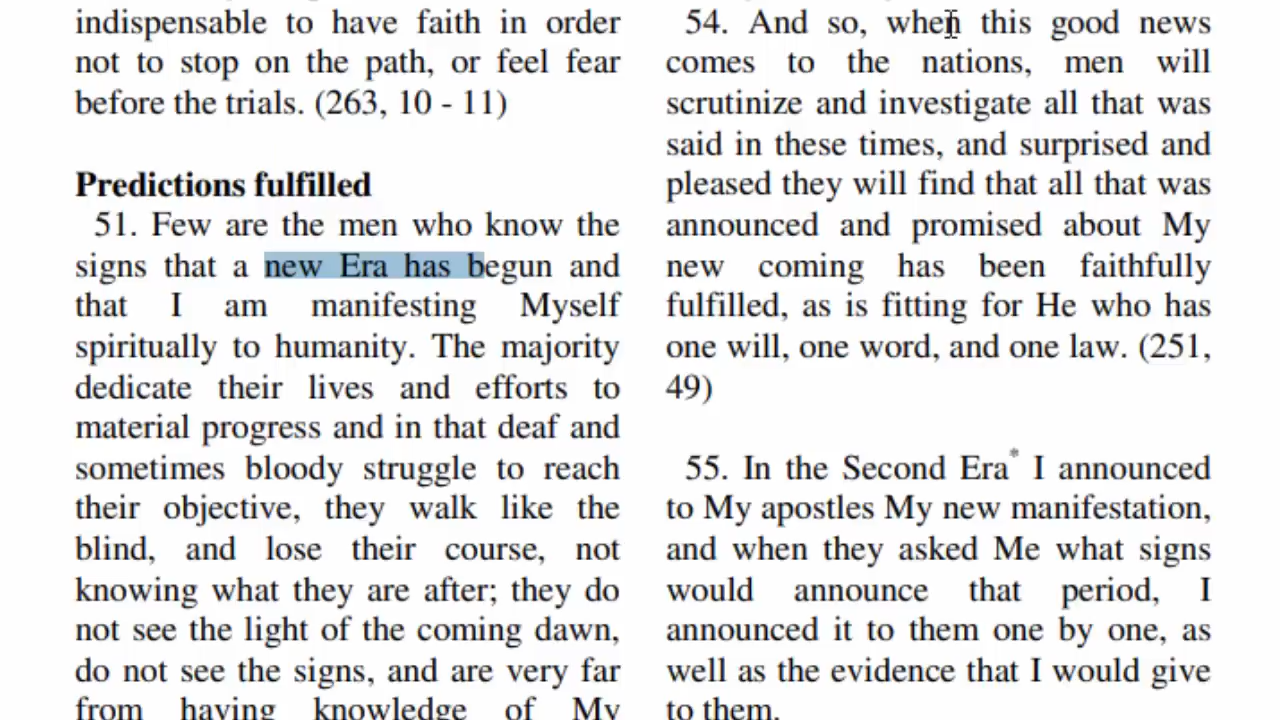 indispensable to have faith in order
not to stop on the path, or feel fear
before the trials. (263, 10 - 11)
Predictions fulfilled
51. Few are the men who know the
signs that a new Era has begun and
that I am manifesting Myself
spiritually to humanity. The majority
dedicate their lives and efforts to
material progress and in that deaf and
sometimes bloody struggle to reach
their objective, they walk like the
blind, and lose their course, not
knowing what they are after; they do
not see the light of the coming dawn,
do not see the signs, and are very far
from having knowledge of My
54. And so, when this good news
comes to the nations, men will
scrutinize and investigate all that was
said in these times, and surprised and
pleased they will find that all that was
announced and promised about My
new coming has been faithfully
fulfilled, as is fitting for He who has
one will, one word, and one law. (251,
49)
55. In the Second Era* I announced
to My apostles My new manifestation,
and when they asked Me what signs
would announce that period, I
announced it to them one by one, as
well as the evidence that I would give
to them.